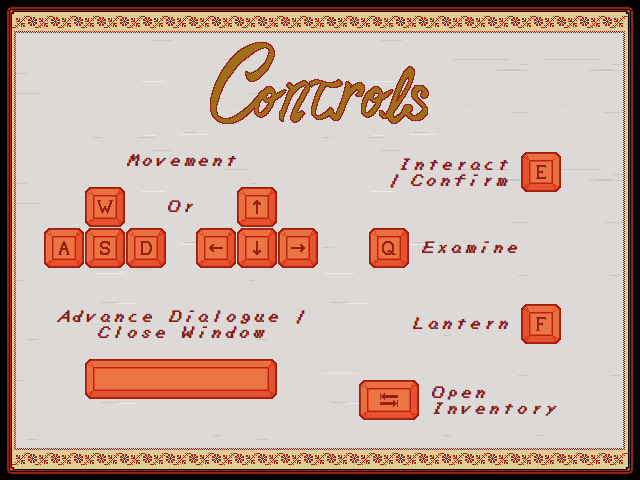 Controls
Movement
W
Or
↑
A S D
← ↓ →
Interact
/ Confirm
E
Q
Examine
Advance Dialogue /
Close Window
Lantern
F
Open
Inventory